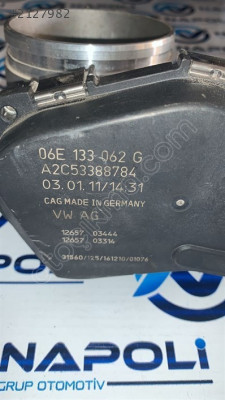 2127982
06E 133 062 G
A2C53388784
03.01.11/14:31
CAG MADE IN GERMANY
VW AG
12657 03444
12657 03314
NAPOLI
GRUP OTOMOTİV